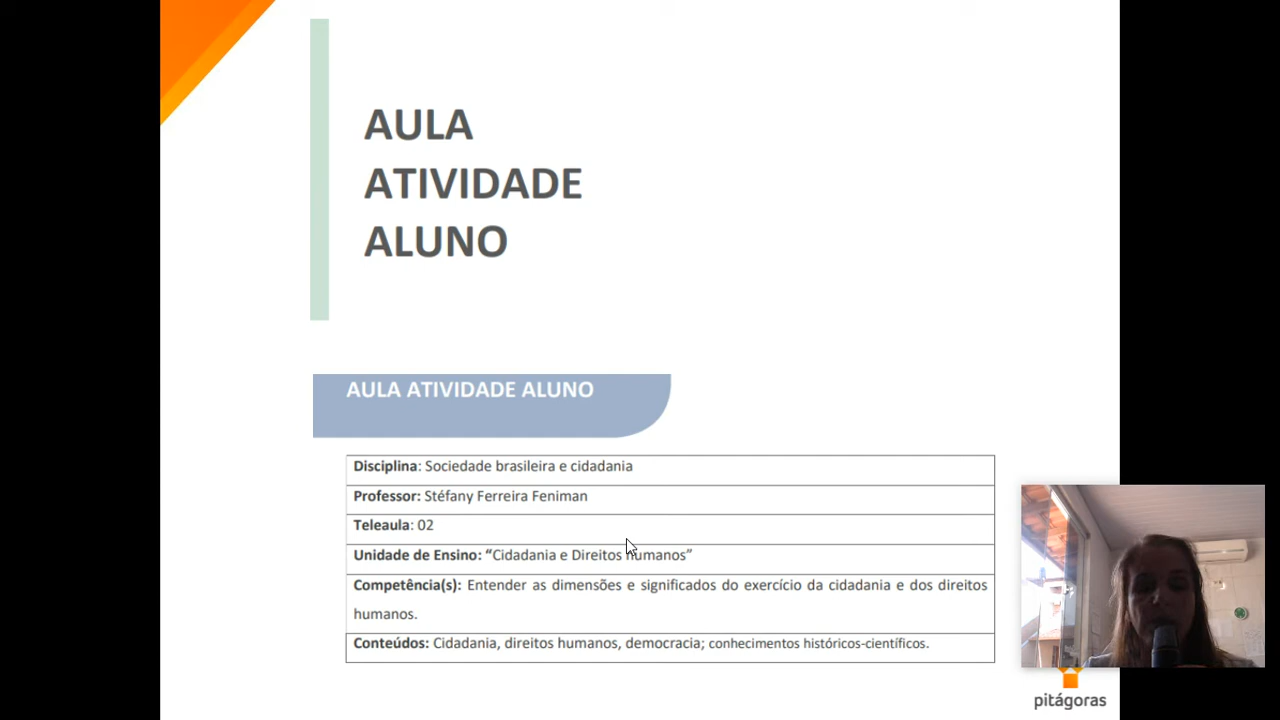 AULA
ATIVIDADE
ALUNO
AULA ATIVIDADE ALUNO
Disciplina: Sociedade brasileira e cidadania
Professor: Stéfany Ferreira Feniman
Teleaula: 02
Unidade de Ensino: “Cidadania e Direitos humanos”
Competência(s): Entender as dimensões e significados do exercício da cidadania e dos direitos
humanos.
Conteúdos: Cidadania, direitos humanos, democracia; conhecimentos históricos-científicos.
pitágoras